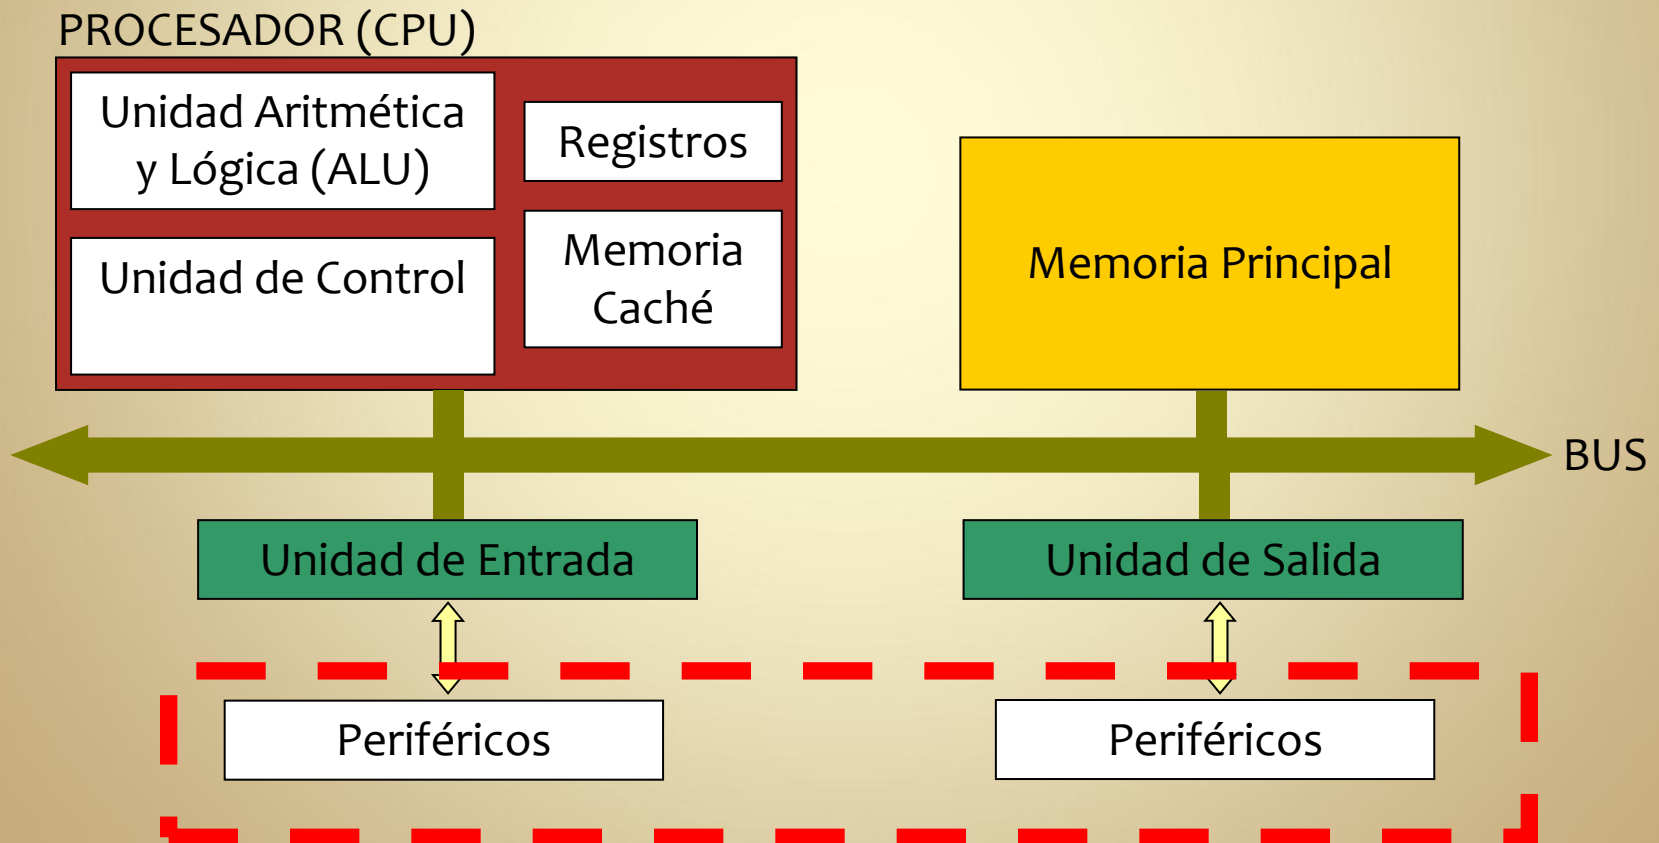 PROCESADOR (CPU)
Unidad Aritmética
y Lógica (ALU)
Registros
Unidad de Control
Memoria
Caché
Memoria Principal
BUS
Unidad de Entrada
Unidad de Salida
Periféricos
Periféricos